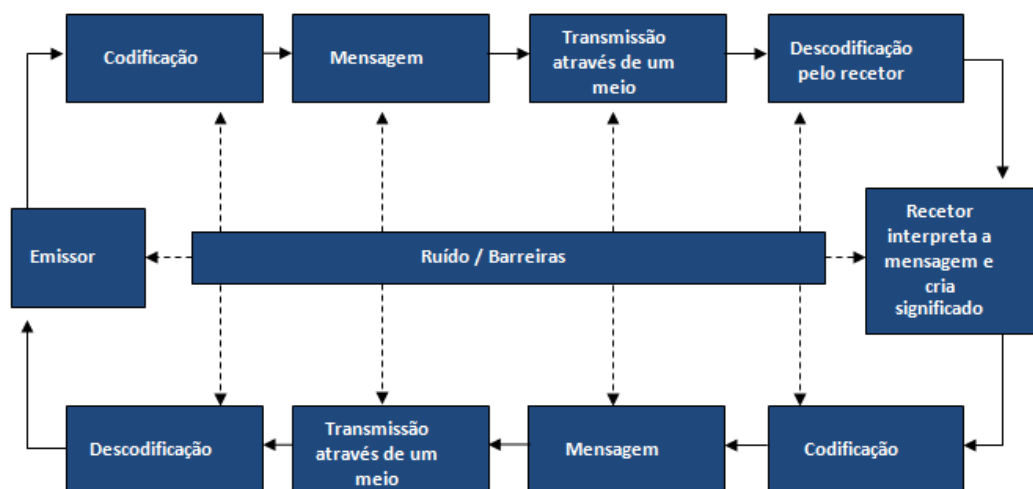 Codificação
Mensagem
Transmissão
através de um
meio
Descodificação
pelo recetor
Emissor
Ruído / Barreiras
Recetor
interpreta a
mensagem e
cria
significado
Descodificação
Transmissão
através de um
meio
Mensagem
Codificação